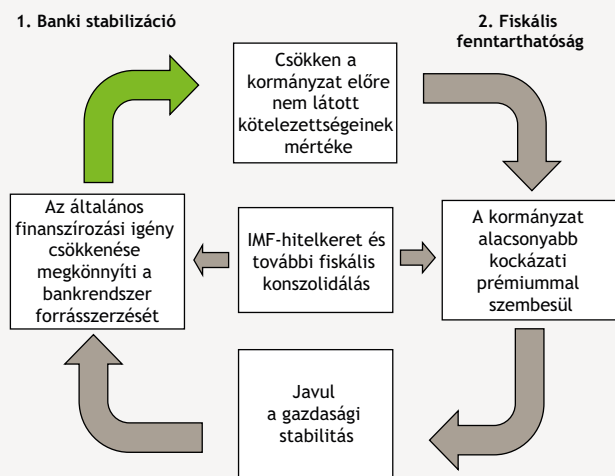 1. Banki stabilizáció
2. Fiskális
fenntarthatóság
Csökken a
kormányzat előre
nem látott
kötelezettségeinek
mértéke
Az általános
finanszírozási igény
csökkenése
megkönnyíti a
bankrendszer
forrásszerzését
IMF-hitelkeret és
további fiskális
konszolidálás
A kormányzat
alacsonyabb
kockázati
prémiummal
szembesül
Javul
a gazdasági
stabilitás